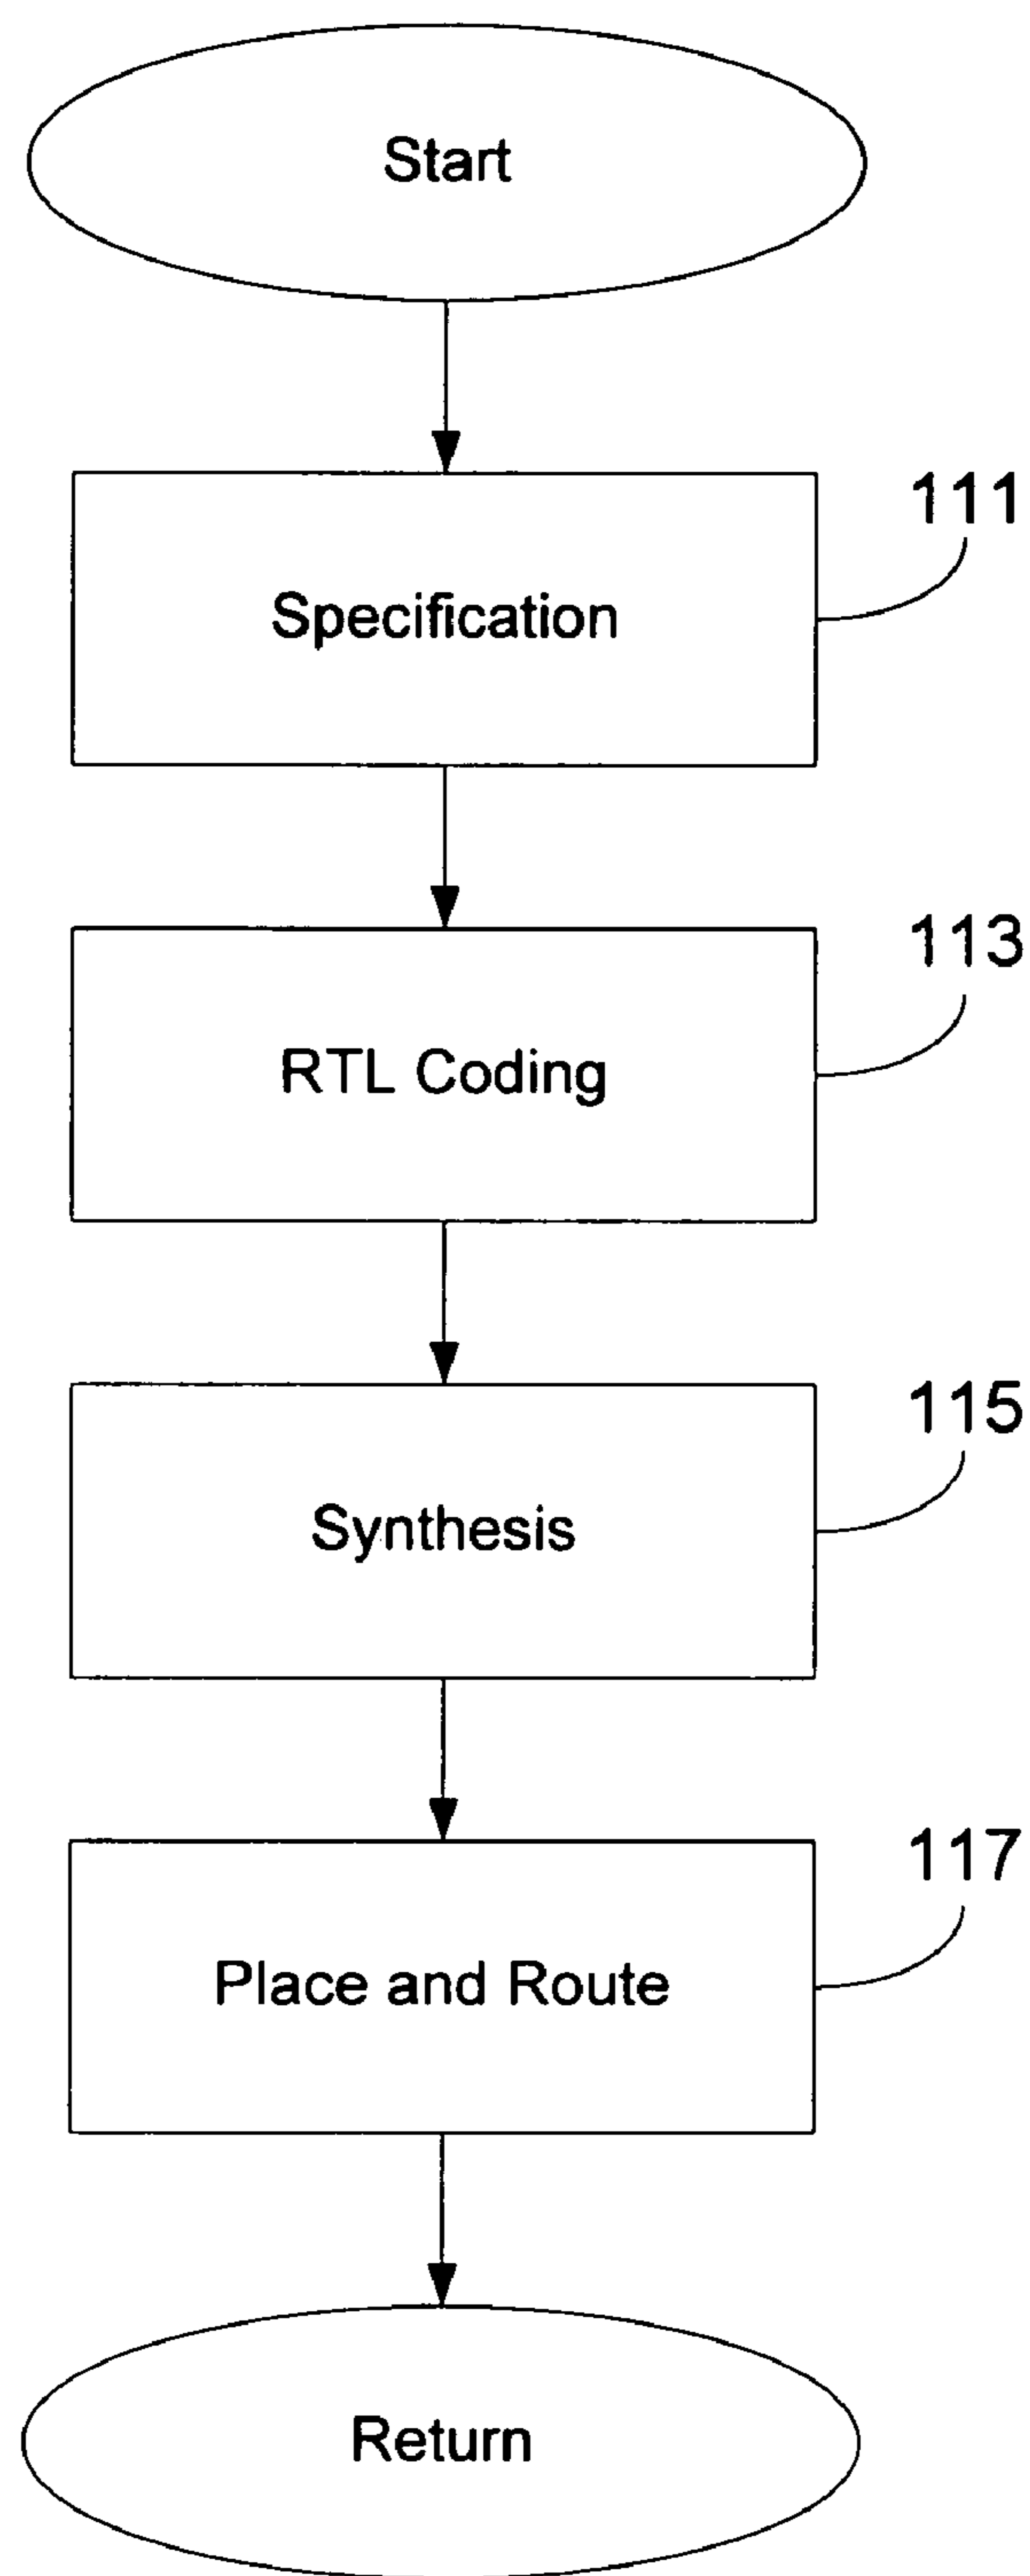 Start
Specification
111
RTL Coding
113
Synthesis
115
Place and Route
117
Return